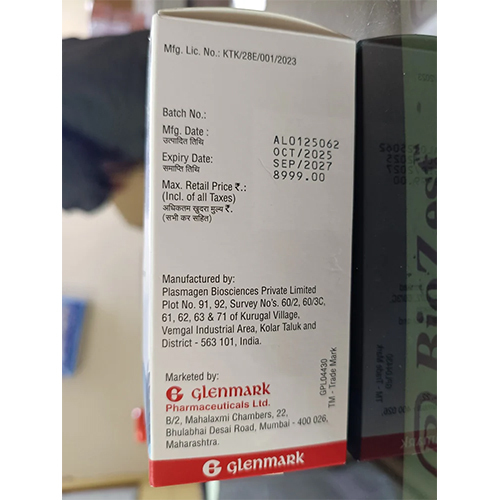 Mfg. Lic. No.: KTK/28E/001/2023
Batch No.:
Mfg. Date :
उत्पादित तिथि
Expiry Date:
समाप्ति तिथि
Max. Retail Price ₹.:
(Incl. of all Taxes)
अधिकतम खुदरा मुल्य ₹.
(सभी कर सहित)
AL0125062
OCT/2025
SEP/2027
8999.00
Manufactured by:
Plasmagen Biosciences Private Limited
Plot No. 91, 92, Survey No's. 60/2, 60/3C,
61, 62, 63 & 71 of Kurugal Village,
Vemgal Industrial Area, Kolar Taluk and
District - 563 101, India.
Marketed by:
glenmark
Pharmaceuticals Ltd.
B/2, Mahalaxmi Chambers, 22,
Bhulabhai Desai Road, Mumbai - 400 026,
Maharashtra.
GPL04430
TM - Trade Mark
glenmark
BioZest